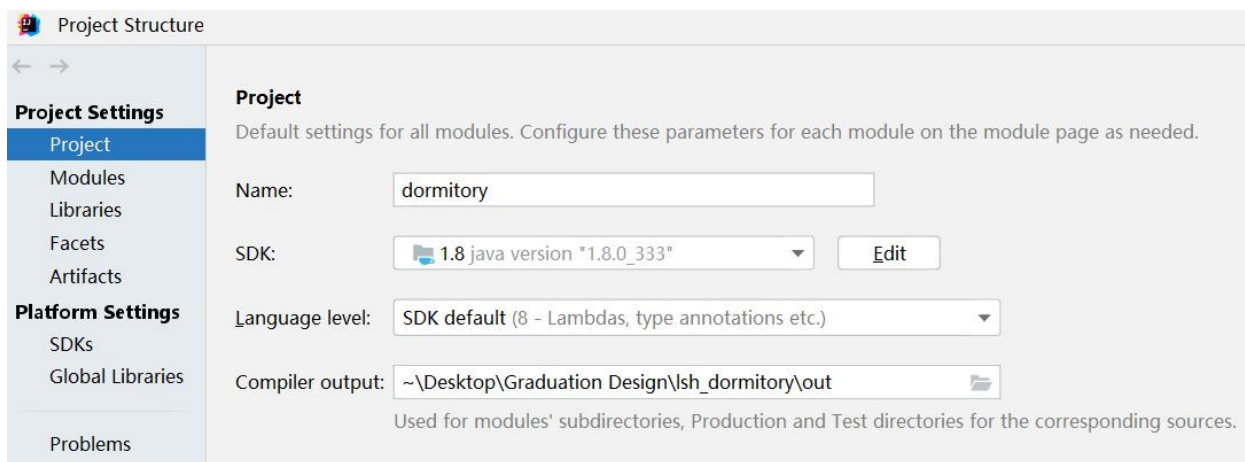 Project Structure
Project Settings
Project
Modules
Libraries
Facets
Artifacts
Platform Settings
SDKs
Global Libraries
Problems
Project
Default settings for all modules. Configure these parameters for each module on the module page as needed.
Name: dormitory
SDK: 1.8 java version "1.8.0_333" Edit
Language level: SDK default (8 - Lambdas, type annotations etc.)
Compiler output: ~\Desktop\Graduation Design\lsh_dormitory\out
Used for modules' subdirectories, Production and Test directories for the corresponding sources.